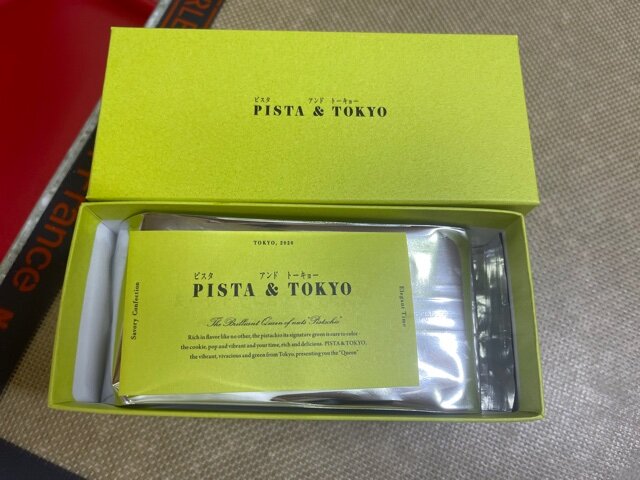 ピスタ アンド トーキョー
PISTA & TOKYO
TOKYO, 2020
ピスタ アンド トーキョー
PISTA & TOKYO
Savory Confection
Elegant Time
The Brilliant Queen of nuts "Pistachio"
Rich in flavor like no other, the pistachio its signature green is sure to color
the cookie, pop and vibrant and your time, rich and delicious. PISTA&TOKYO,
the vibrant, vivacious and green from Tokyo, presenting you the "Queen"
France